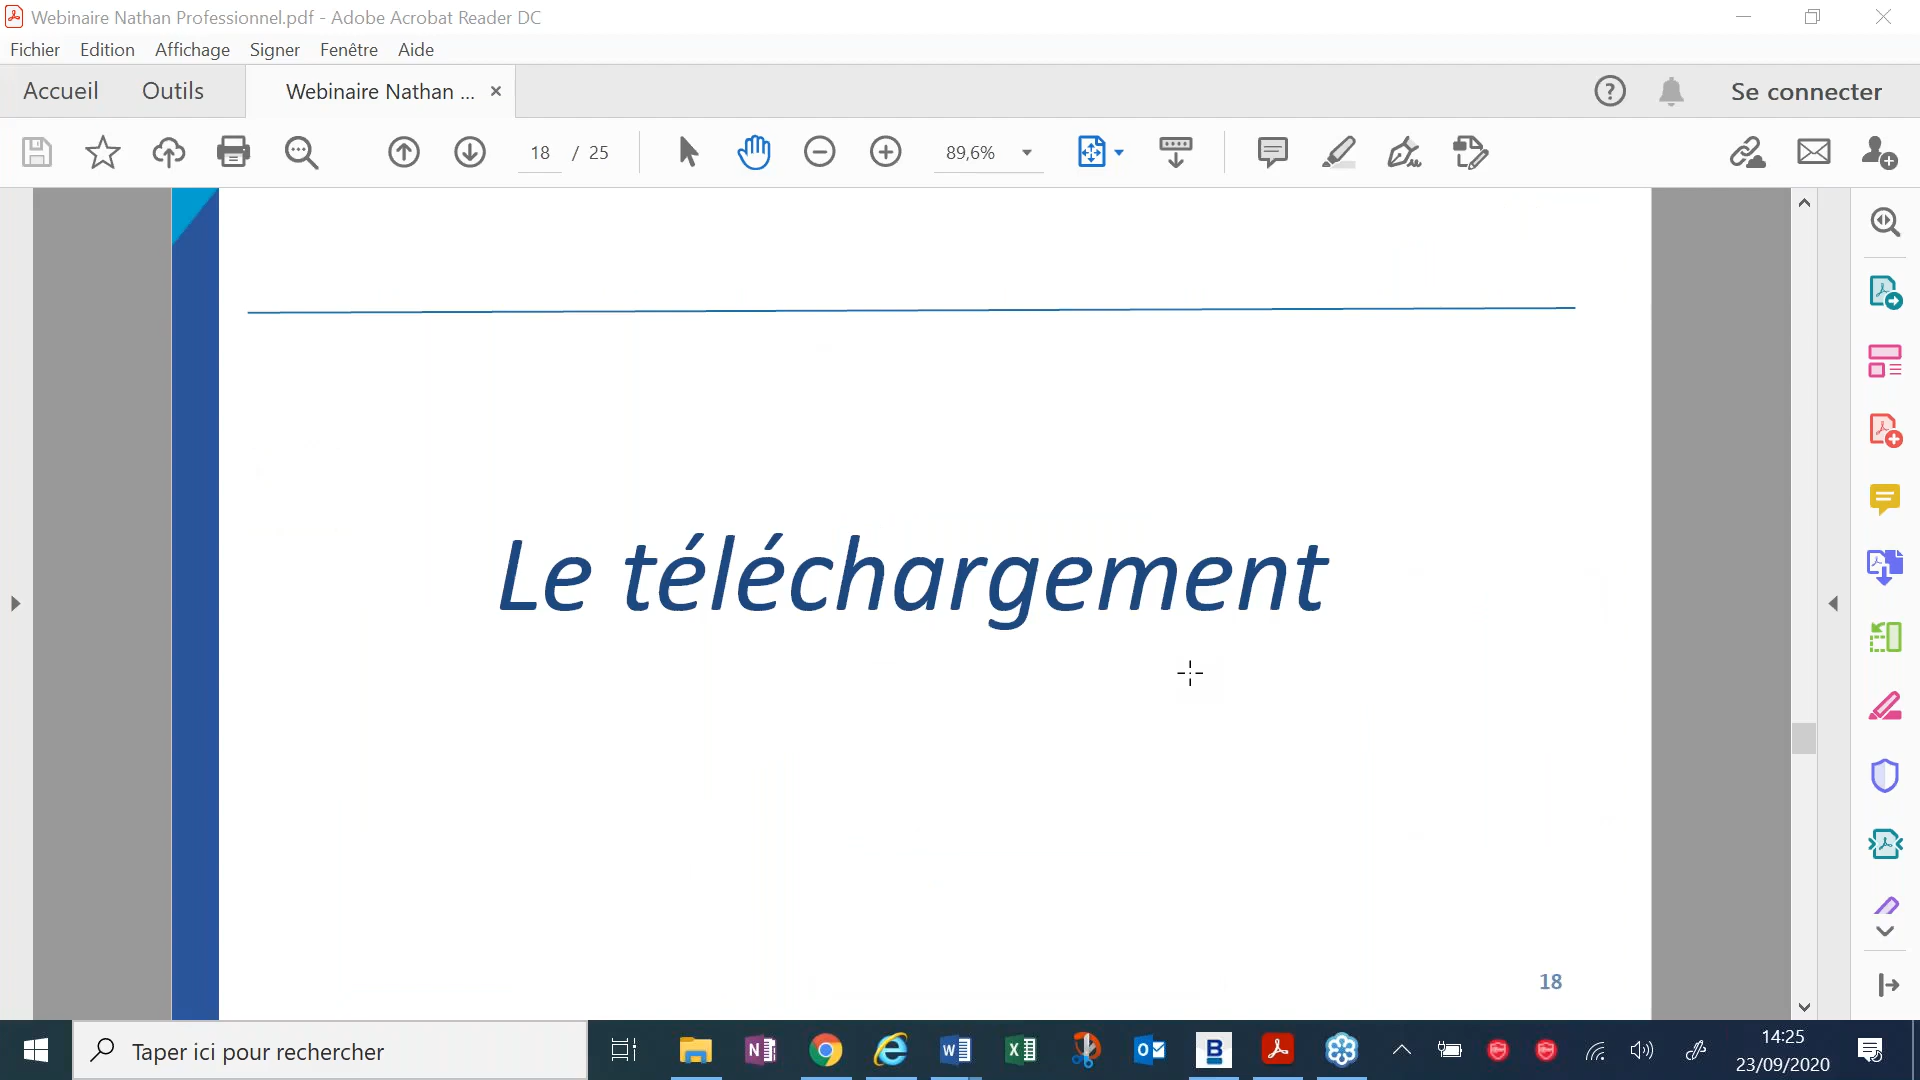 Webinaire Nathan Professionnel.pdf - Adobe Acrobat Reader DC
Fichier Edition Affichage Signer Fenêtre Aide
Accueil Outils Webinaire Nathan ... × Se connecter
18 / 25 89,6%
Le téléchargement
18
Taper ici pour rechercher
14:25
23/09/2020